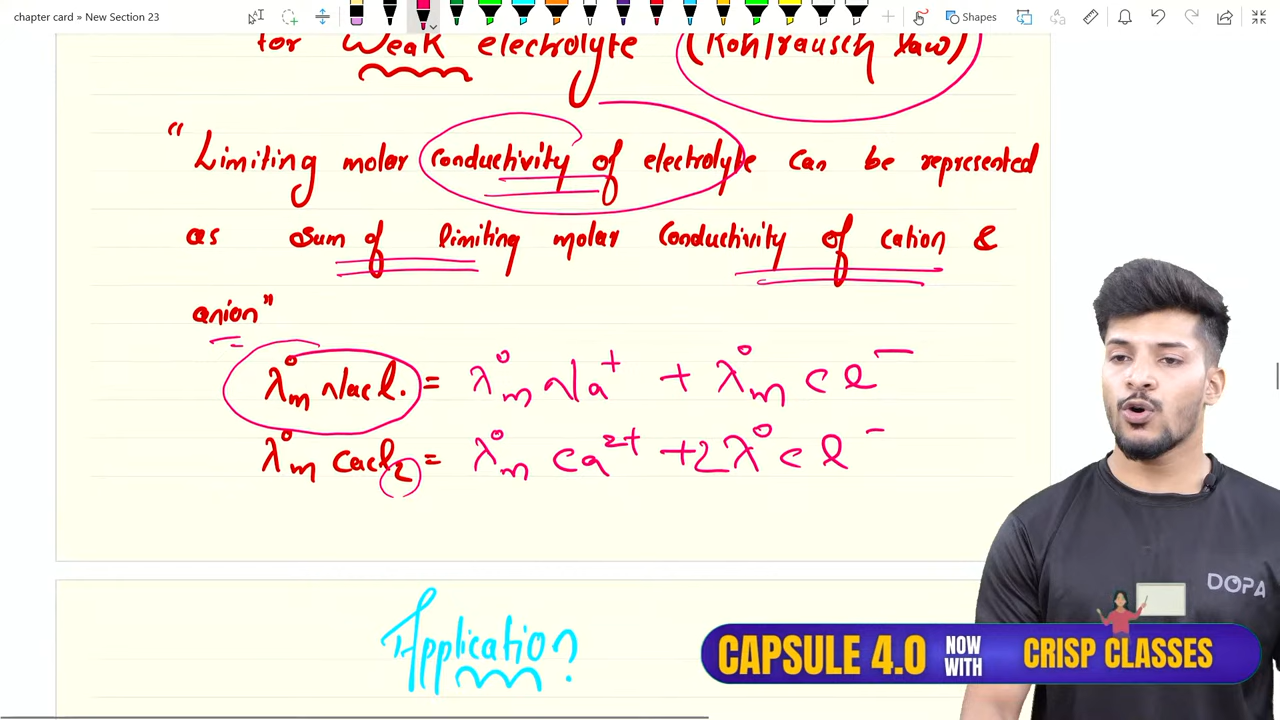 chapter card » New Section 23
Shapes
for Weak electrolyte (Kohlrausch law)
"Limiting molar conductivity of electrolyte can be represented
as sum of limiting molar conductivity of cation &
anion"
λ°m Nacl. = λ°m Na⁺ + λ°m cl⁻
λ°m Cacl₂ = λ°m ca²⁺ + 2λ° cl⁻
Application
DOPA
CAPSULE 4.0 NOW WITH CRISP CLASSES